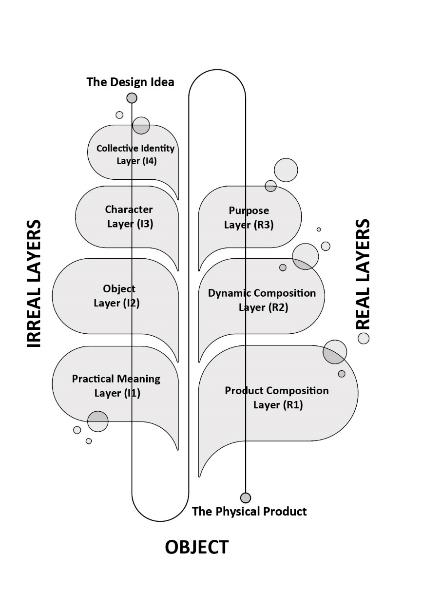 The Design Idea
Collective Identity
Layer (I4)
Character
Layer (I3)
Purpose
Layer (R3)
Object
Layer (I2)
Dynamic Composition
Layer (R2)
Practical Meaning
Layer (I1)
Product Composition
Layer (R1)
IRREAL LAYERS
REAL LAYERS
The Physical Product
OBJECT